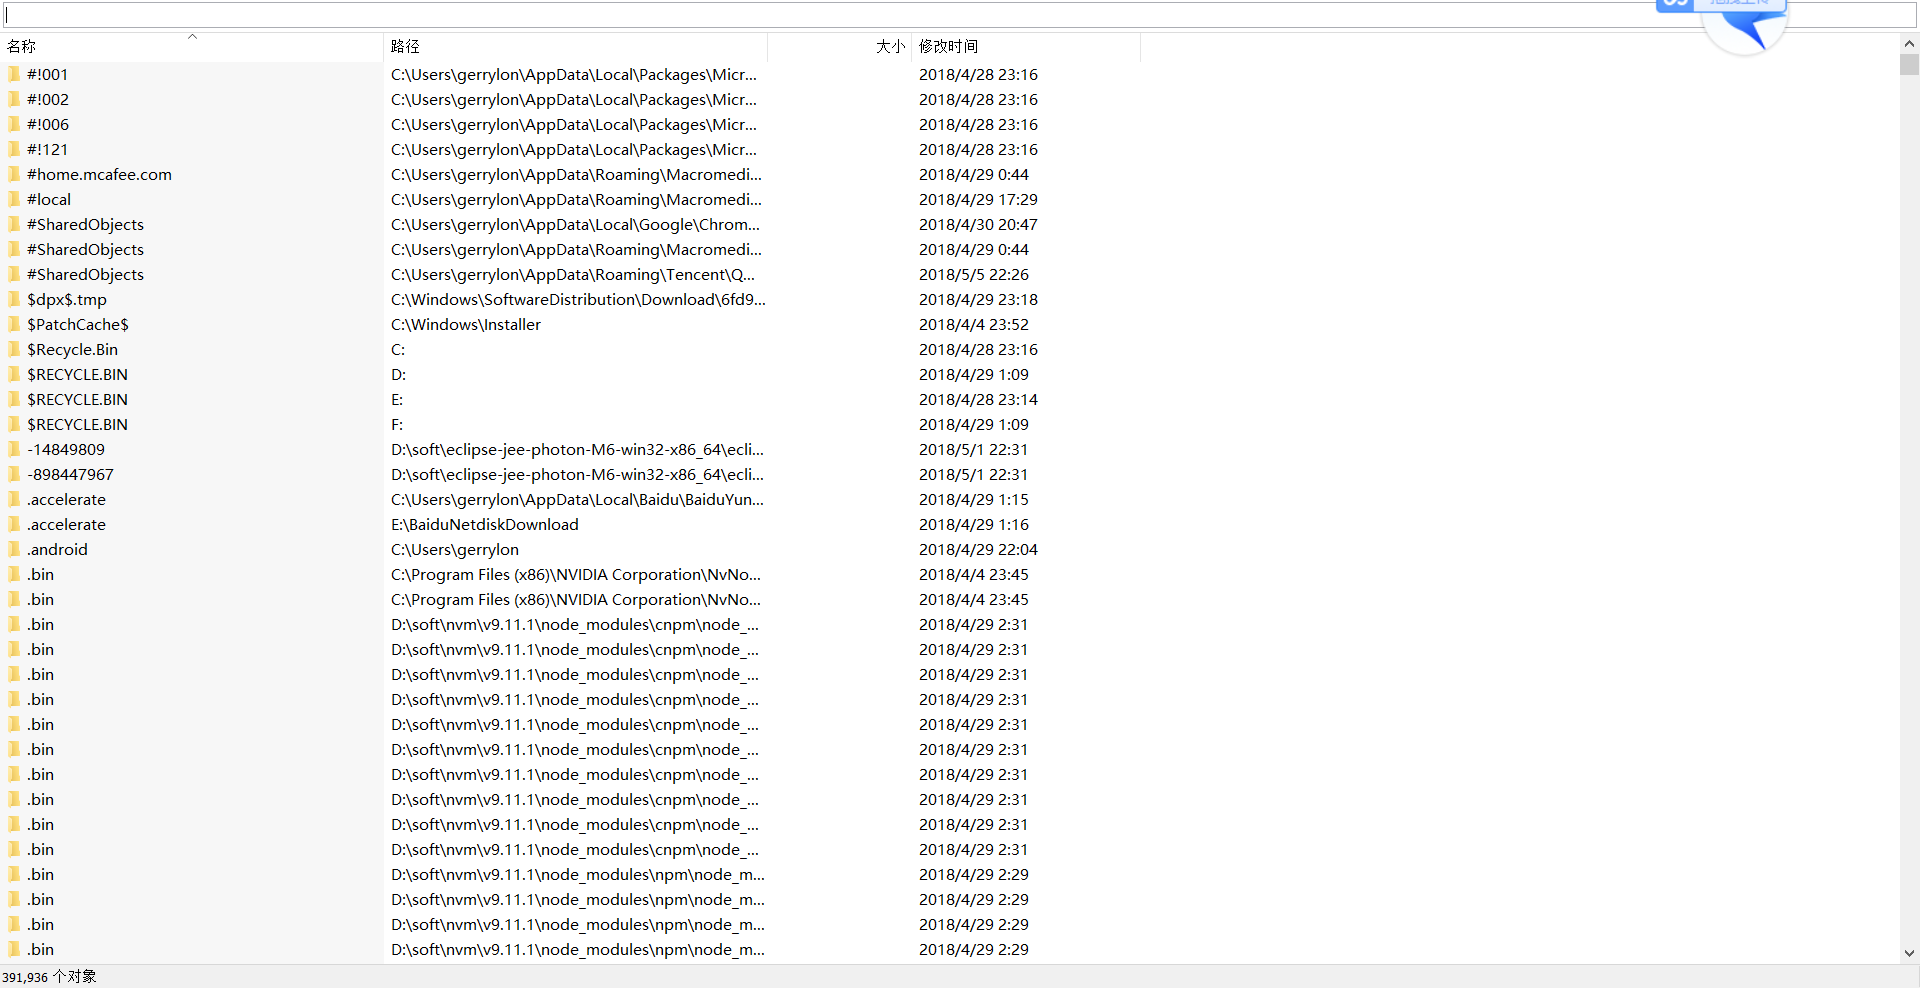 名称 路径 大小 修改时间
#!001 C:\Users\gerrylon\AppData\Local\Packages\Micr... 2018/4/28 23:16
#!002 C:\Users\gerrylon\AppData\Local\Packages\Micr... 2018/4/28 23:16
#!006 C:\Users\gerrylon\AppData\Local\Packages\Micr... 2018/4/28 23:16
#!121 C:\Users\gerrylon\AppData\Local\Packages\Micr... 2018/4/28 23:16
#home.mcafee.com C:\Users\gerrylon\AppData\Roaming\Macromedi... 2018/4/29 0:44
#local C:\Users\gerrylon\AppData\Roaming\Macromedi... 2018/4/29 17:29
#SharedObjects C:\Users\gerrylon\AppData\Local\Google\Chrom... 2018/4/30 20:47
#SharedObjects C:\Users\gerrylon\AppData\Roaming\Macromedi... 2018/4/29 0:44
#SharedObjects C:\Users\gerrylon\AppData\Roaming\Tencent\Q... 2018/5/5 22:26
$dpx$.tmp C:\Windows\SoftwareDistribution\Download\6fd9... 2018/4/29 23:18
$PatchCache$ C:\Windows\Installer 2018/4/4 23:52
$Recycle.Bin C: 2018/4/28 23:16
$RECYCLE.BIN D: 2018/4/29 1:09
$RECYCLE.BIN E: 2018/4/28 23:14
$RECYCLE.BIN F: 2018/4/29 1:09
-14849809 D:\soft\eclipse-jee-photon-M6-win32-x86_64\ecli... 2018/5/1 22:31
-898447967 D:\soft\eclipse-jee-photon-M6-win32-x86_64\ecli... 2018/5/1 22:31
.accelerate C:\Users\gerrylon\AppData\Local\Baidu\BaiduYun... 2018/4/29 1:15
.accelerate E:\BaiduNetdiskDownload 2018/4/29 1:16
.android C:\Users\gerrylon 2018/4/29 22:04
.bin C:\Program Files (x86)\NVIDIA Corporation\NvNo... 2018/4/4 23:45
.bin C:\Program Files (x86)\NVIDIA Corporation\NvNo... 2018/4/4 23:45
.bin D:\soft\nvm\v9.11.1\node_modules\cnpm\node_... 2018/4/29 2:31
.bin D:\soft\nvm\v9.11.1\node_modules\cnpm\node_... 2018/4/29 2:31
.bin D:\soft\nvm\v9.11.1\node_modules\cnpm\node_... 2018/4/29 2:31
.bin D:\soft\nvm\v9.11.1\node_modules\cnpm\node_... 2018/4/29 2:31
.bin D:\soft\nvm\v9.11.1\node_modules\cnpm\node_... 2018/4/29 2:31
.bin D:\soft\nvm\v9.11.1\node_modules\cnpm\node_... 2018/4/29 2:31
.bin D:\soft\nvm\v9.11.1\node_modules\cnpm\node_... 2018/4/29 2:31
.bin D:\soft\nvm\v9.11.1\node_modules\cnpm\node_... 2018/4/29 2:31
.bin D:\soft\nvm\v9.11.1\node_modules\cnpm\node_... 2018/4/29 2:31
.bin D:\soft\nvm\v9.11.1\node_modules\cnpm\node_... 2018/4/29 2:31
.bin D:\soft\nvm\v9.11.1\node_modules\npm\node_m... 2018/4/29 2:29
.bin D:\soft\nvm\v9.11.1\node_modules\npm\node_m... 2018/4/29 2:29
.bin D:\soft\nvm\v9.11.1\node_modules\npm\node_m... 2018/4/29 2:29
.bin D:\soft\nvm\v9.11.1\node_modules\npm\node_m... 2018/4/29 2:29
391,936 个对象